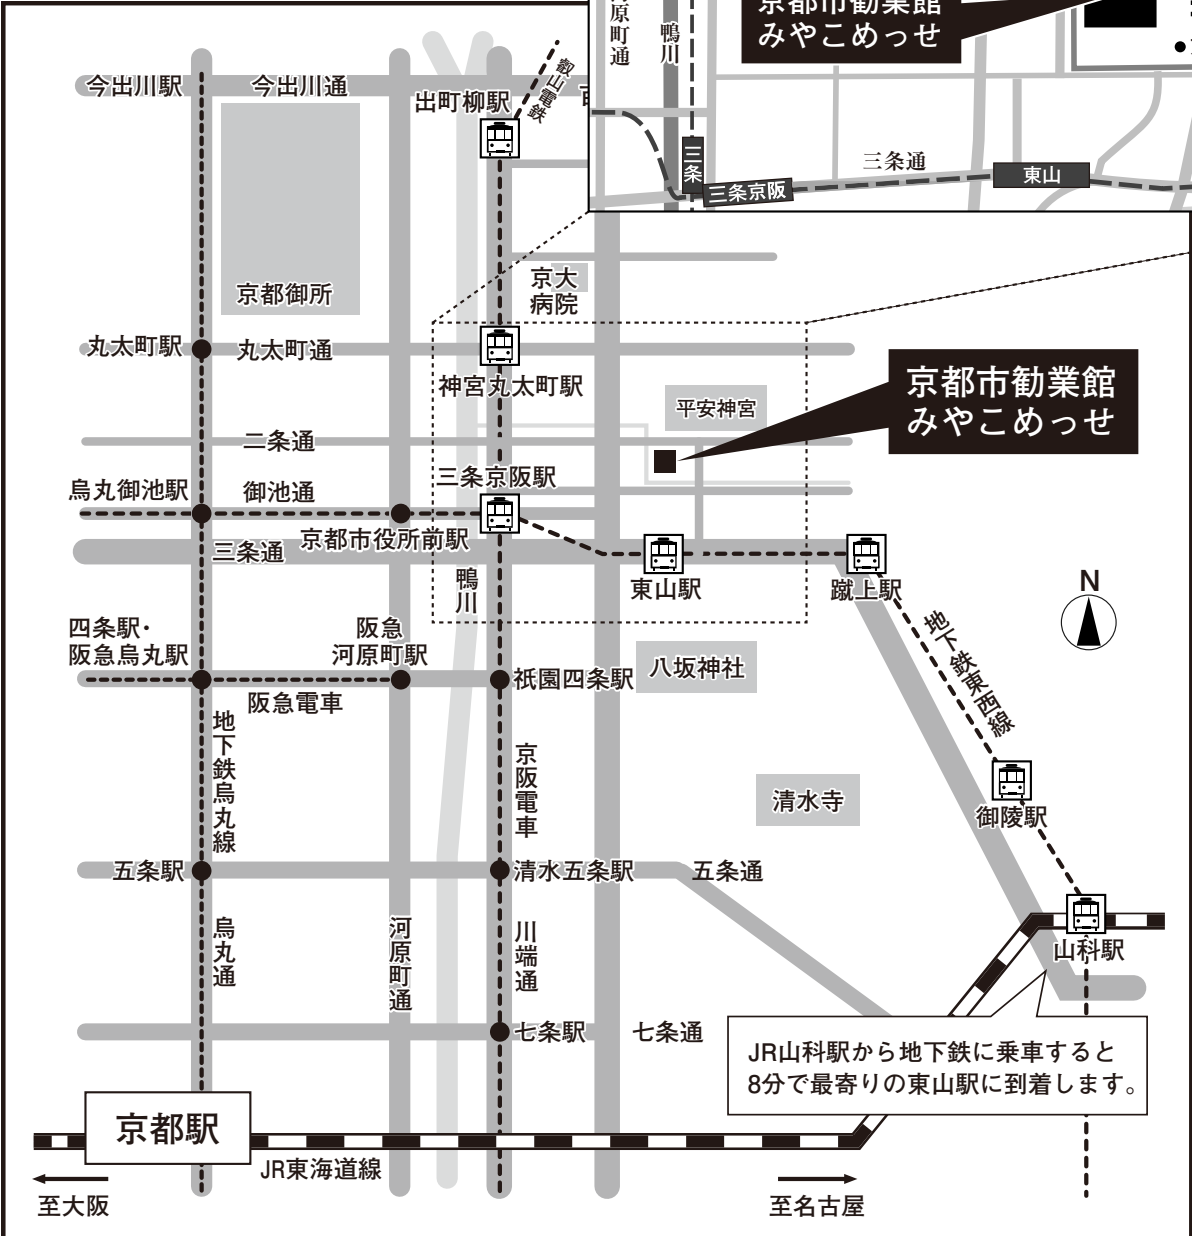 京都市勧業館
みやこめっせ
原町通
鴨川
三条通
三条
三条京阪
東山
今出川駅
今出川通
出町柳駅
叡山電鉄
京都御所
京大
病院
丸太町駅
丸太町通
神宮丸太町駅
平安神宮
京都市勧業館
みやこめっせ
二条通
三条京阪駅
烏丸御池駅
御池通
京都市役所前駅
三条通
鴨川
東山駅
蹴上駅
N
四条駅・
阪急烏丸駅
阪急
河原町駅
祇園四条駅
八坂神社
地下鉄東西線
阪急電車
地下鉄烏丸線
京阪電車
清水寺
御陵駅
五条駅
清水五条駅
五条通
烏丸通
河原町通
川端通
山科駅
七条駅
七条通
JR山科駅から地下鉄に乗車すると
8分で最寄りの東山駅に到着します。
京都駅
JR東海道線
至大阪
至名古屋